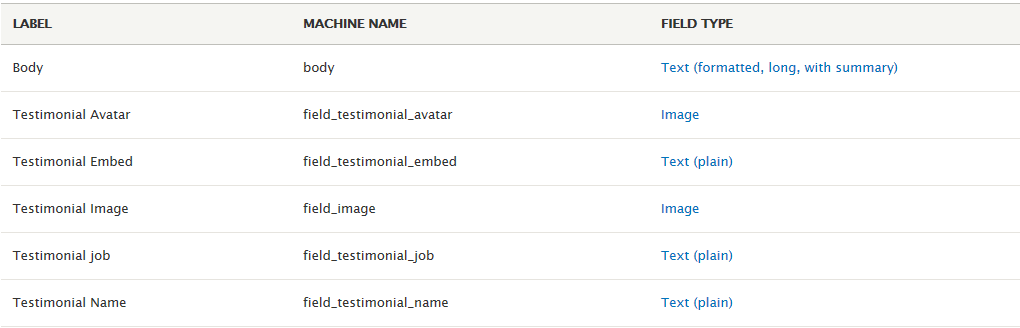 LABEL MACHINE NAME FIELD TYPE
Body body Text (formatted, long, with summary)
Testimonial Avatar field_testimonial_avatar Image
Testimonial Embed field_testimonial_embed Text (plain)
Testimonial Image field_image Image
Testimonial job field_testimonial_job Text (plain)
Testimonial Name field_testimonial_name Text (plain)